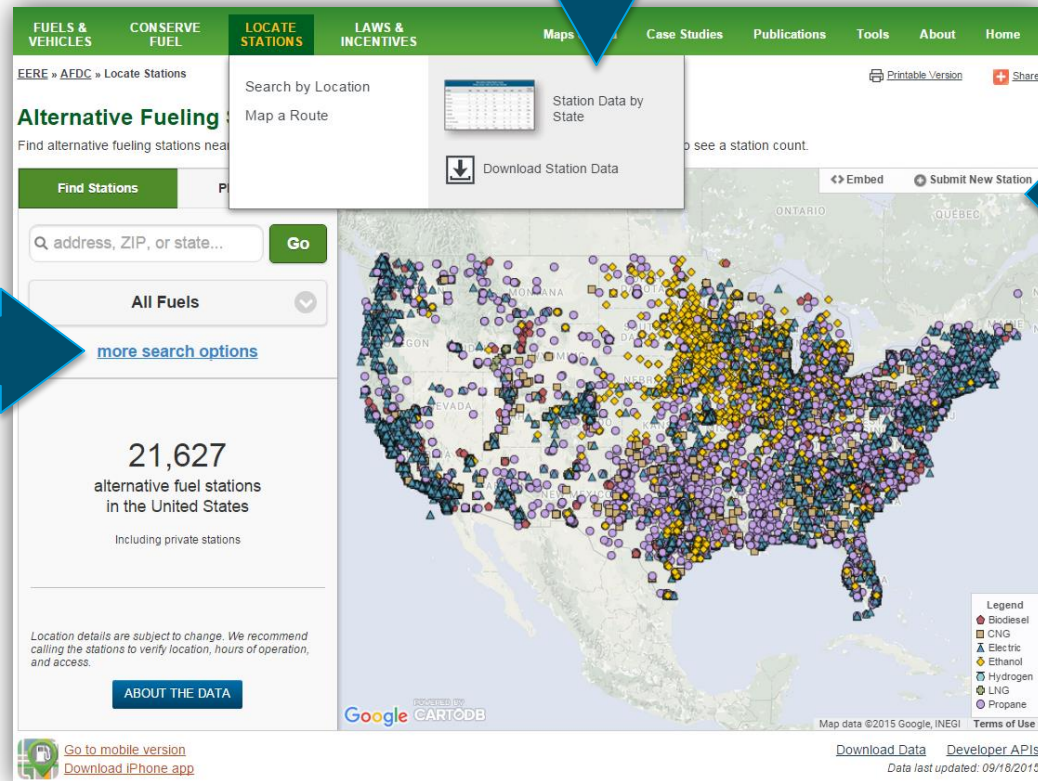 FUELS & VEHICLES
CONSERVE FUEL
LOCATE STATIONS
LAWS & INCENTIVES
Maps
Case Studies
Publications
Tools
About
Home
EERE » AFDC » Locate Stations
Printable Version
Share
Search by Location
Map a Route
Station Data by
State
Download Station Data
Alternative Fueling
Find alternative fueling stations near
see a station count.
Find Stations
Embed
Submit New Station
address, ZIP, or state...
Go
All Fuels
more search options
21,627
alternative fuel stations
in the United States
Including private stations
Location details are subject to change. We recommend
calling the stations to verify location, hours of operation,
and access.
ABOUT THE DATA
ONTARIO
QUÉBEC
Legend
Biodiesel
CNG
Electric
Ethanol
Hydrogen
LNG
Propane
POWERED BY
Google CARTODB
Map data ©2015 Google, INEGI
Terms of Use
Go to mobile version
Download iPhone app
Download Data
Developer APIs
Data last updated: 09/18/2015